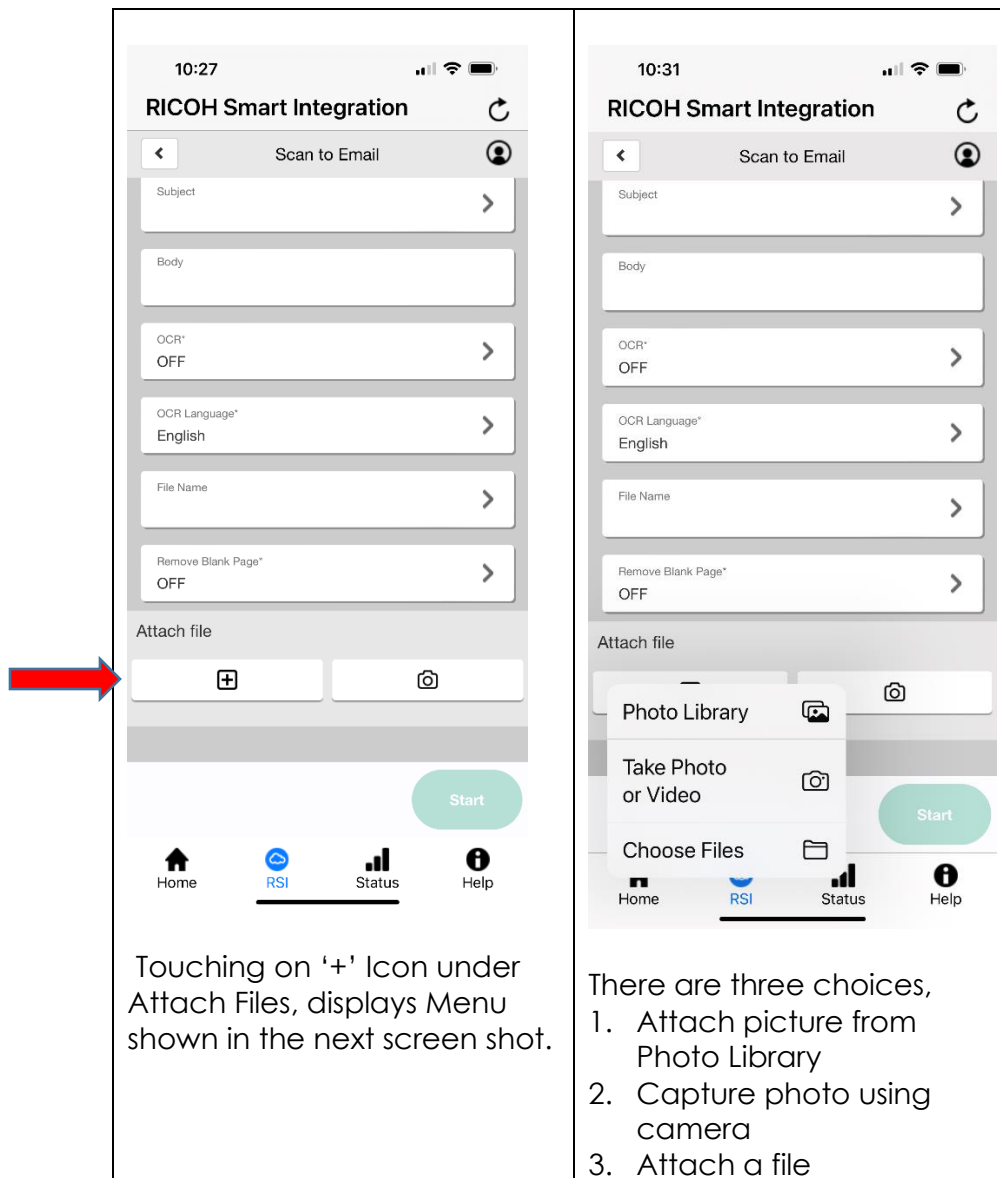 10:27
RICOH Smart Integration
Scan to Email
Subject
Body
OCR*
OFF
OCR Language*
English
File Name
Remove Blank Page*
OFF
Attach file
Start
Home RSI Status Help
Touching on ‘+’ Icon under
Attach Files, displays Menu
shown in the next screen shot.
10:31
RICOH Smart Integration
Scan to Email
Subject
Body
OCR*
OFF
OCR Language*
English
File Name
Remove Blank Page*
OFF
Attach file
Photo Library
Take Photo
or Video
Choose Files
Start
Home RSI Status Help
There are three choices,
1. Attach picture from
Photo Library
2. Capture photo using
camera
3. Attach a file